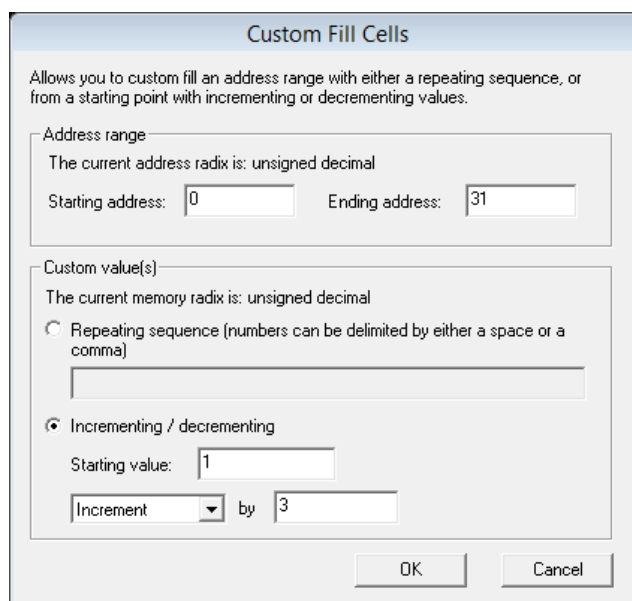 Custom Fill Cells
Allows you to custom fill an address range with either a repeating sequence, or
from a starting point with incrementing or decrementing values.
Address range
The current address radix is: unsigned decimal
Starting address: 0 Ending address: 31
Custom value(s)
The current memory radix is: unsigned decimal
Repeating sequence (numbers can be delimited by either a space or a
comma)
Incrementing / decrementing
Starting value: 1
Increment by 3
OK Cancel